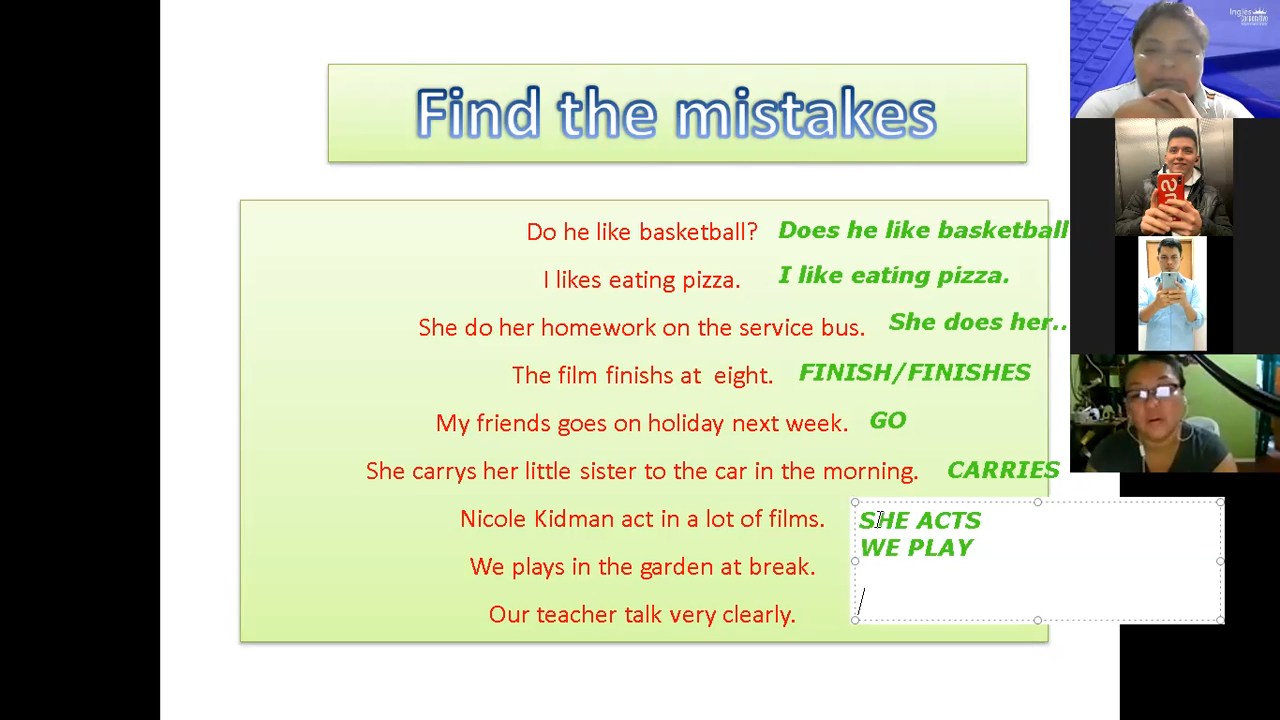 Find the mistakes
Do he like basketball? Does he like basketball
I likes eating pizza. I like eating pizza.
She do her homework on the service bus. She does her..
The film finishs at eight. FINISH/FINISHES
My friends goes on holiday next week. GO
She carrys her little sister to the car in the morning. CARRIES
Nicole Kidman act in a lot of films. SHE ACTS
WE PLAY
We plays in the garden at break.
Our teacher talk very clearly.
Ingles